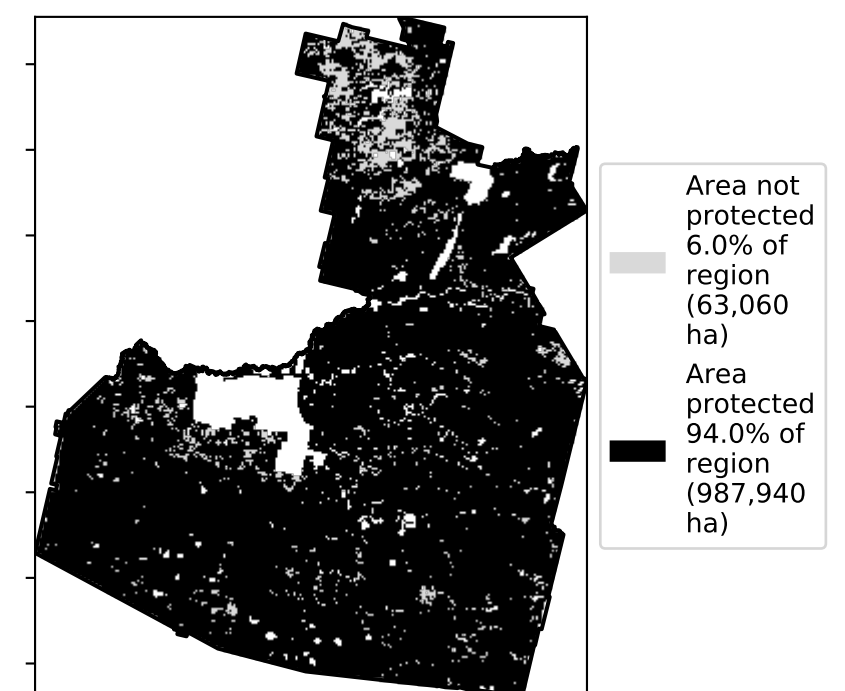 Area not
protected
6.0% of
region
(63,060
ha)
Area
protected
94.0% of
region
(987,940
ha)